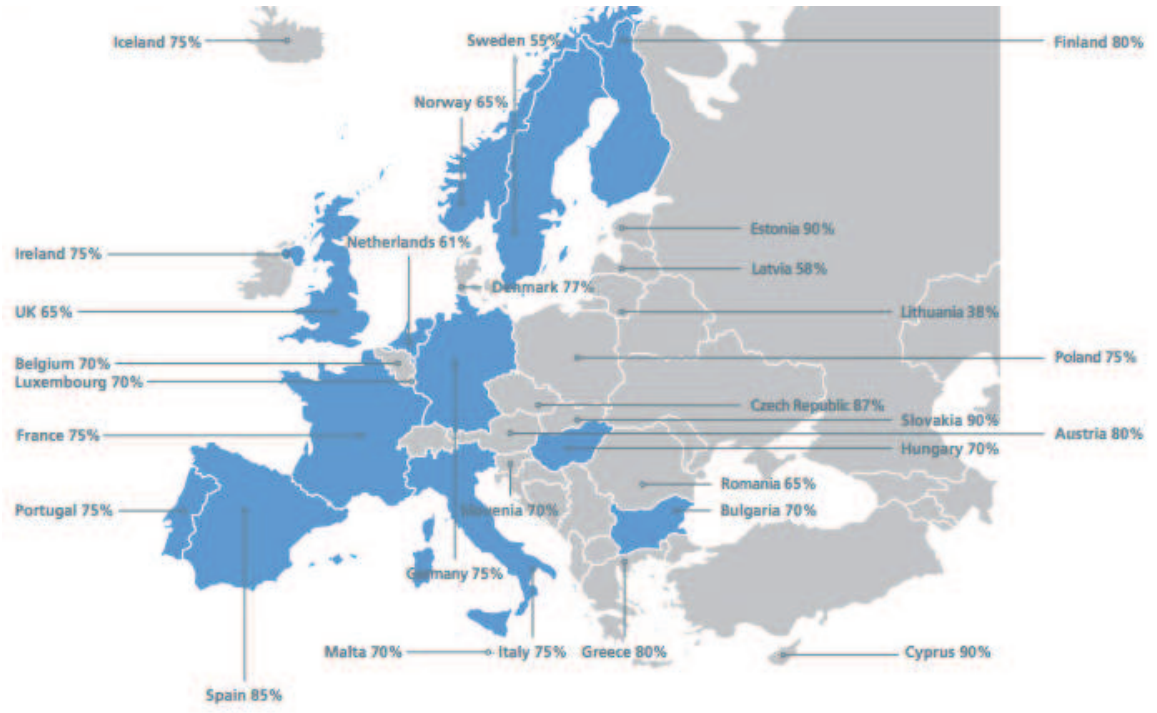 Iceland 75%
Sweden 55%
Finland 80%
Norway 65%
Estonia 90%
Ireland 75%
Netherlands 61%
Latvia 58%
Denmark 77%
UK 65%
Lithuania 38%
Belgium 70%
Poland 75%
Luxembourg 70%
Czech Republic 87%
Slovakia 90%
France 75%
Austria 80%
Hungary 70%
Romania 65%
Portugal 75%
Slovenia 70%
Bulgaria 70%
Germany 75%
Malta 70%
Italy 75%
Greece 80%
Cyprus 90%
Spain 85%